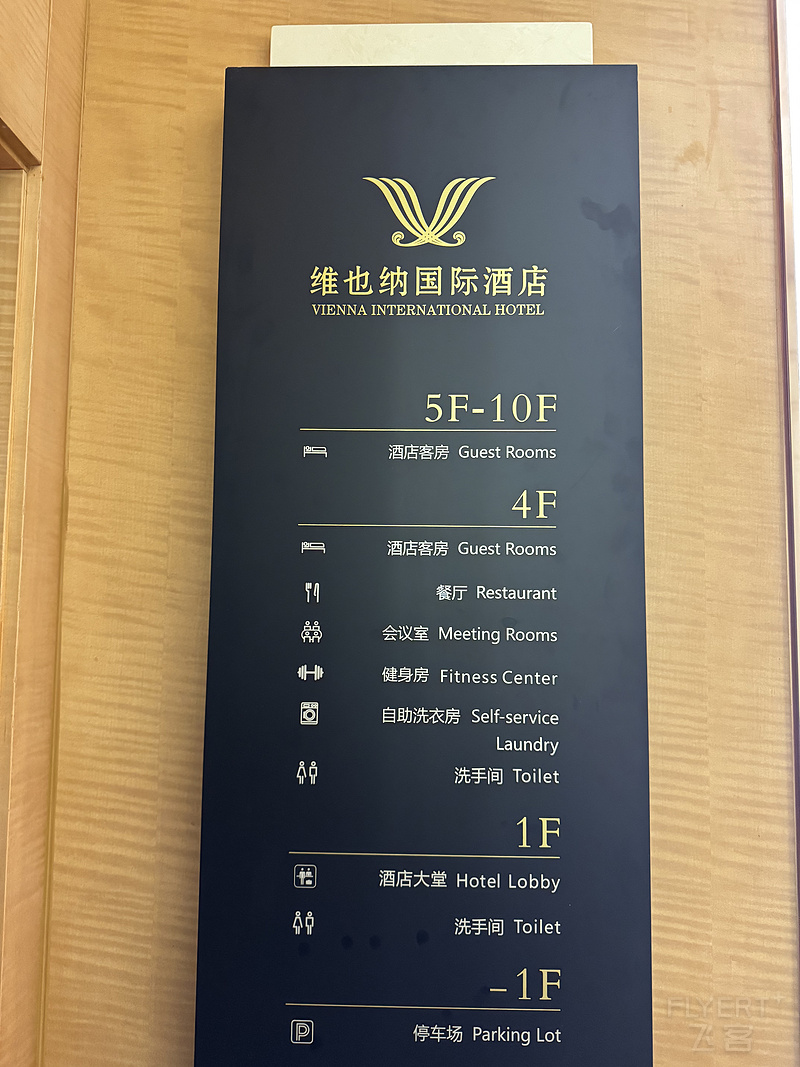 维也纳国际酒店
VIENNA INTERNATIONAL HOTEL
5F-10F
酒店客房 Guest Rooms
4F
酒店客房 Guest Rooms
餐厅 Restaurant
会议室 Meeting Rooms
健身房 Fitness Center
自助洗衣房 Self-service
Laundry
洗手间 Toilet
1F
酒店大堂 Hotel Lobby
洗手间 Toilet
-1F
P 停车场 Parking Lot
FLYERT
飞客